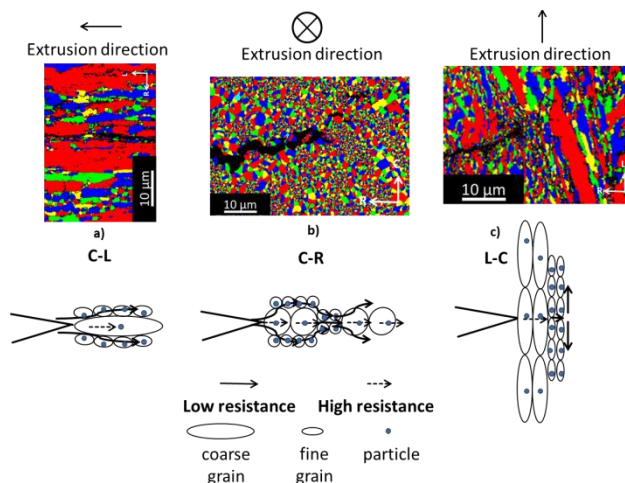 Extrusion direction
Extrusion direction
Extrusion direction
R
10 µm
R
10 µm
R
10 µm
a)
b)
c)
C-L
C-R
L-C
Low resistance
High resistance
coarse
grain
fine
grain
particle